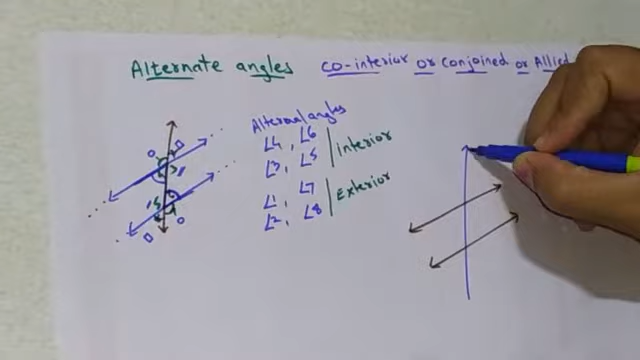 Alternate angles co-interior or conjoined or Allied
Alternal angles
∠4, ∠6
∠3, ∠5
Interior
∠1, ∠7
∠2, ∠8
Exterior